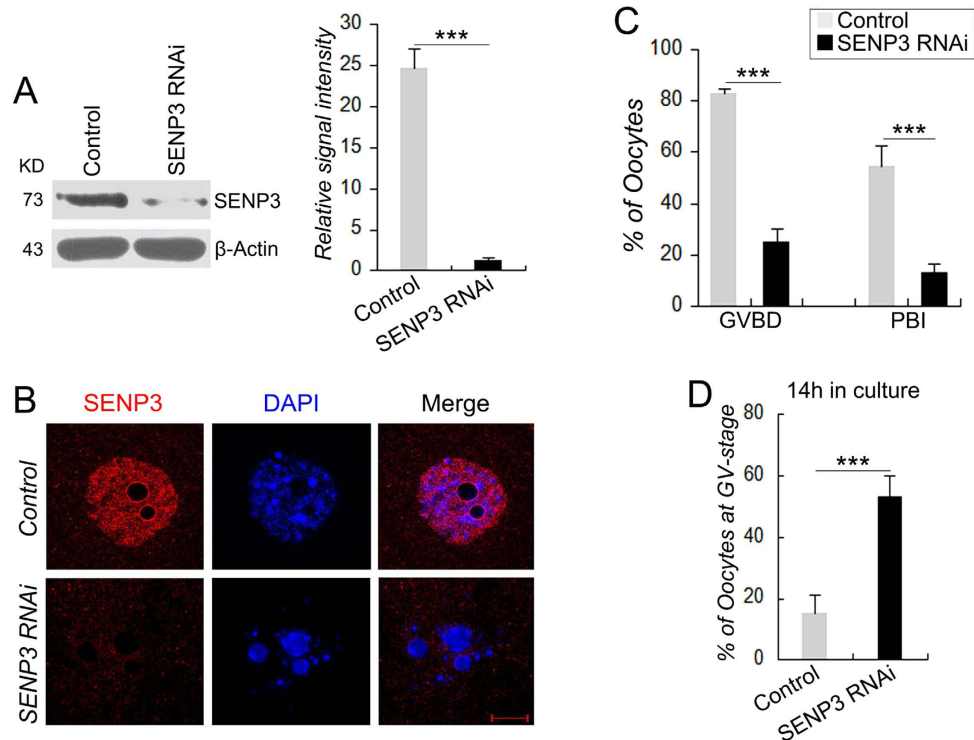 A
KD
Control
SENP3 RNAi
73
SENP3
43
β-Actin
Relative signal intensity
30
25
20
15
10
5
0
***
Control
SENP3 RNAi
B
SENP3
DAPI
Merge
Control
SENP3 RNAi
C
Control
SENP3 RNAi
% of Oocytes
100
80
60
40
20
0
***
***
GVBD
PBI
D
14h in culture
% of Oocytes at GV-stage
80
60
40
20
0
***
Control
SENP3 RNAi